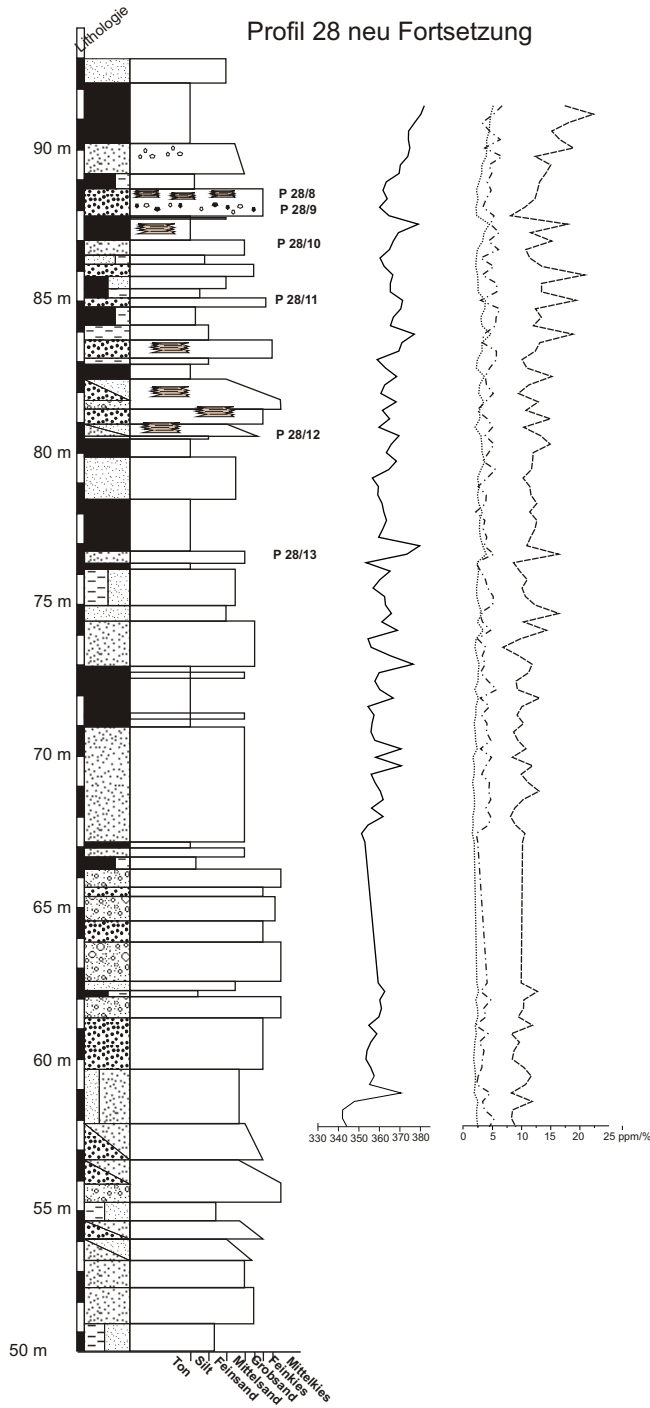 Profil 28 neu Fortsetzung
Lithologie
90 m
P 28/8
P 28/9
P 28/10
85 m
P 28/11
80 m
P 28/12
P 28/13
75 m
70 m
65 m
60 m
330 340 350 360 370 380
0 5 10 15 20 25 ppm/%
55 m
50 m
Ton
Silt
Feinsand
Mittelsand
Grobsand
Feinkies
Mittelkies